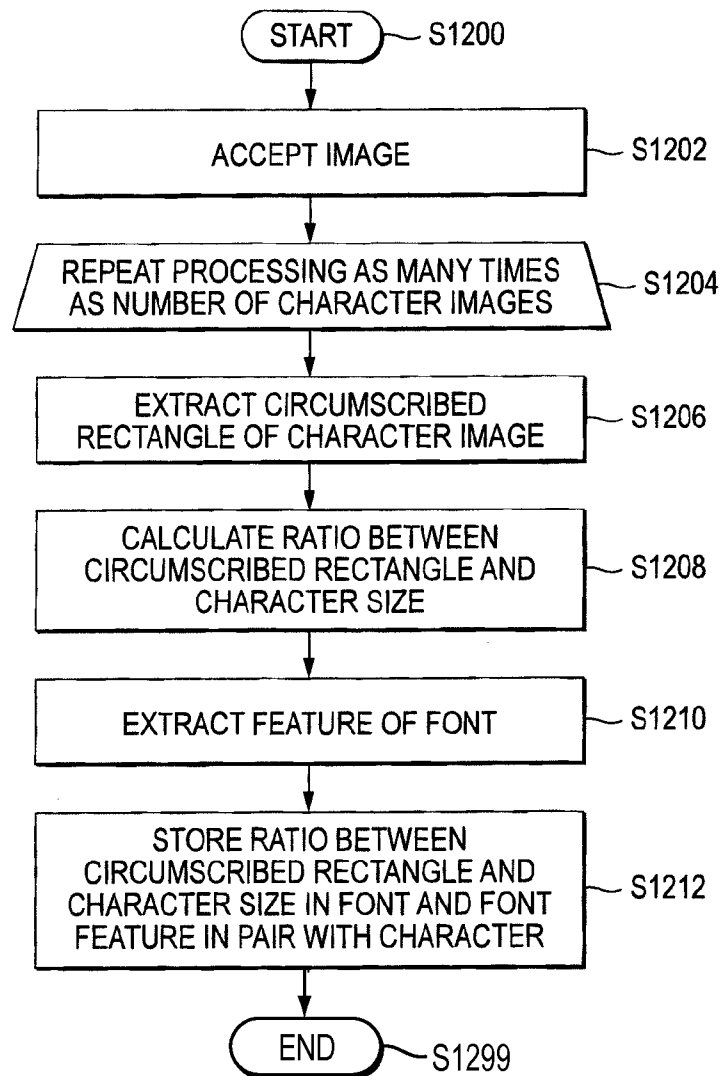 START
S1200
ACCEPT IMAGE
S1202
REPEAT PROCESSING AS MANY TIMES
AS NUMBER OF CHARACTER IMAGES
S1204
EXTRACT CIRCUMSCRIBED
RECTANGLE OF CHARACTER IMAGE
S1206
CALCULATE RATIO BETWEEN
CIRCUMSCRIBED RECTANGLE AND
CHARACTER SIZE
S1208
EXTRACT FEATURE OF FONT
S1210
STORE RATIO BETWEEN
CIRCUMSCRIBED RECTANGLE AND
CHARACTER SIZE IN FONT AND FONT
FEATURE IN PAIR WITH CHARACTER
S1212
END
S1299